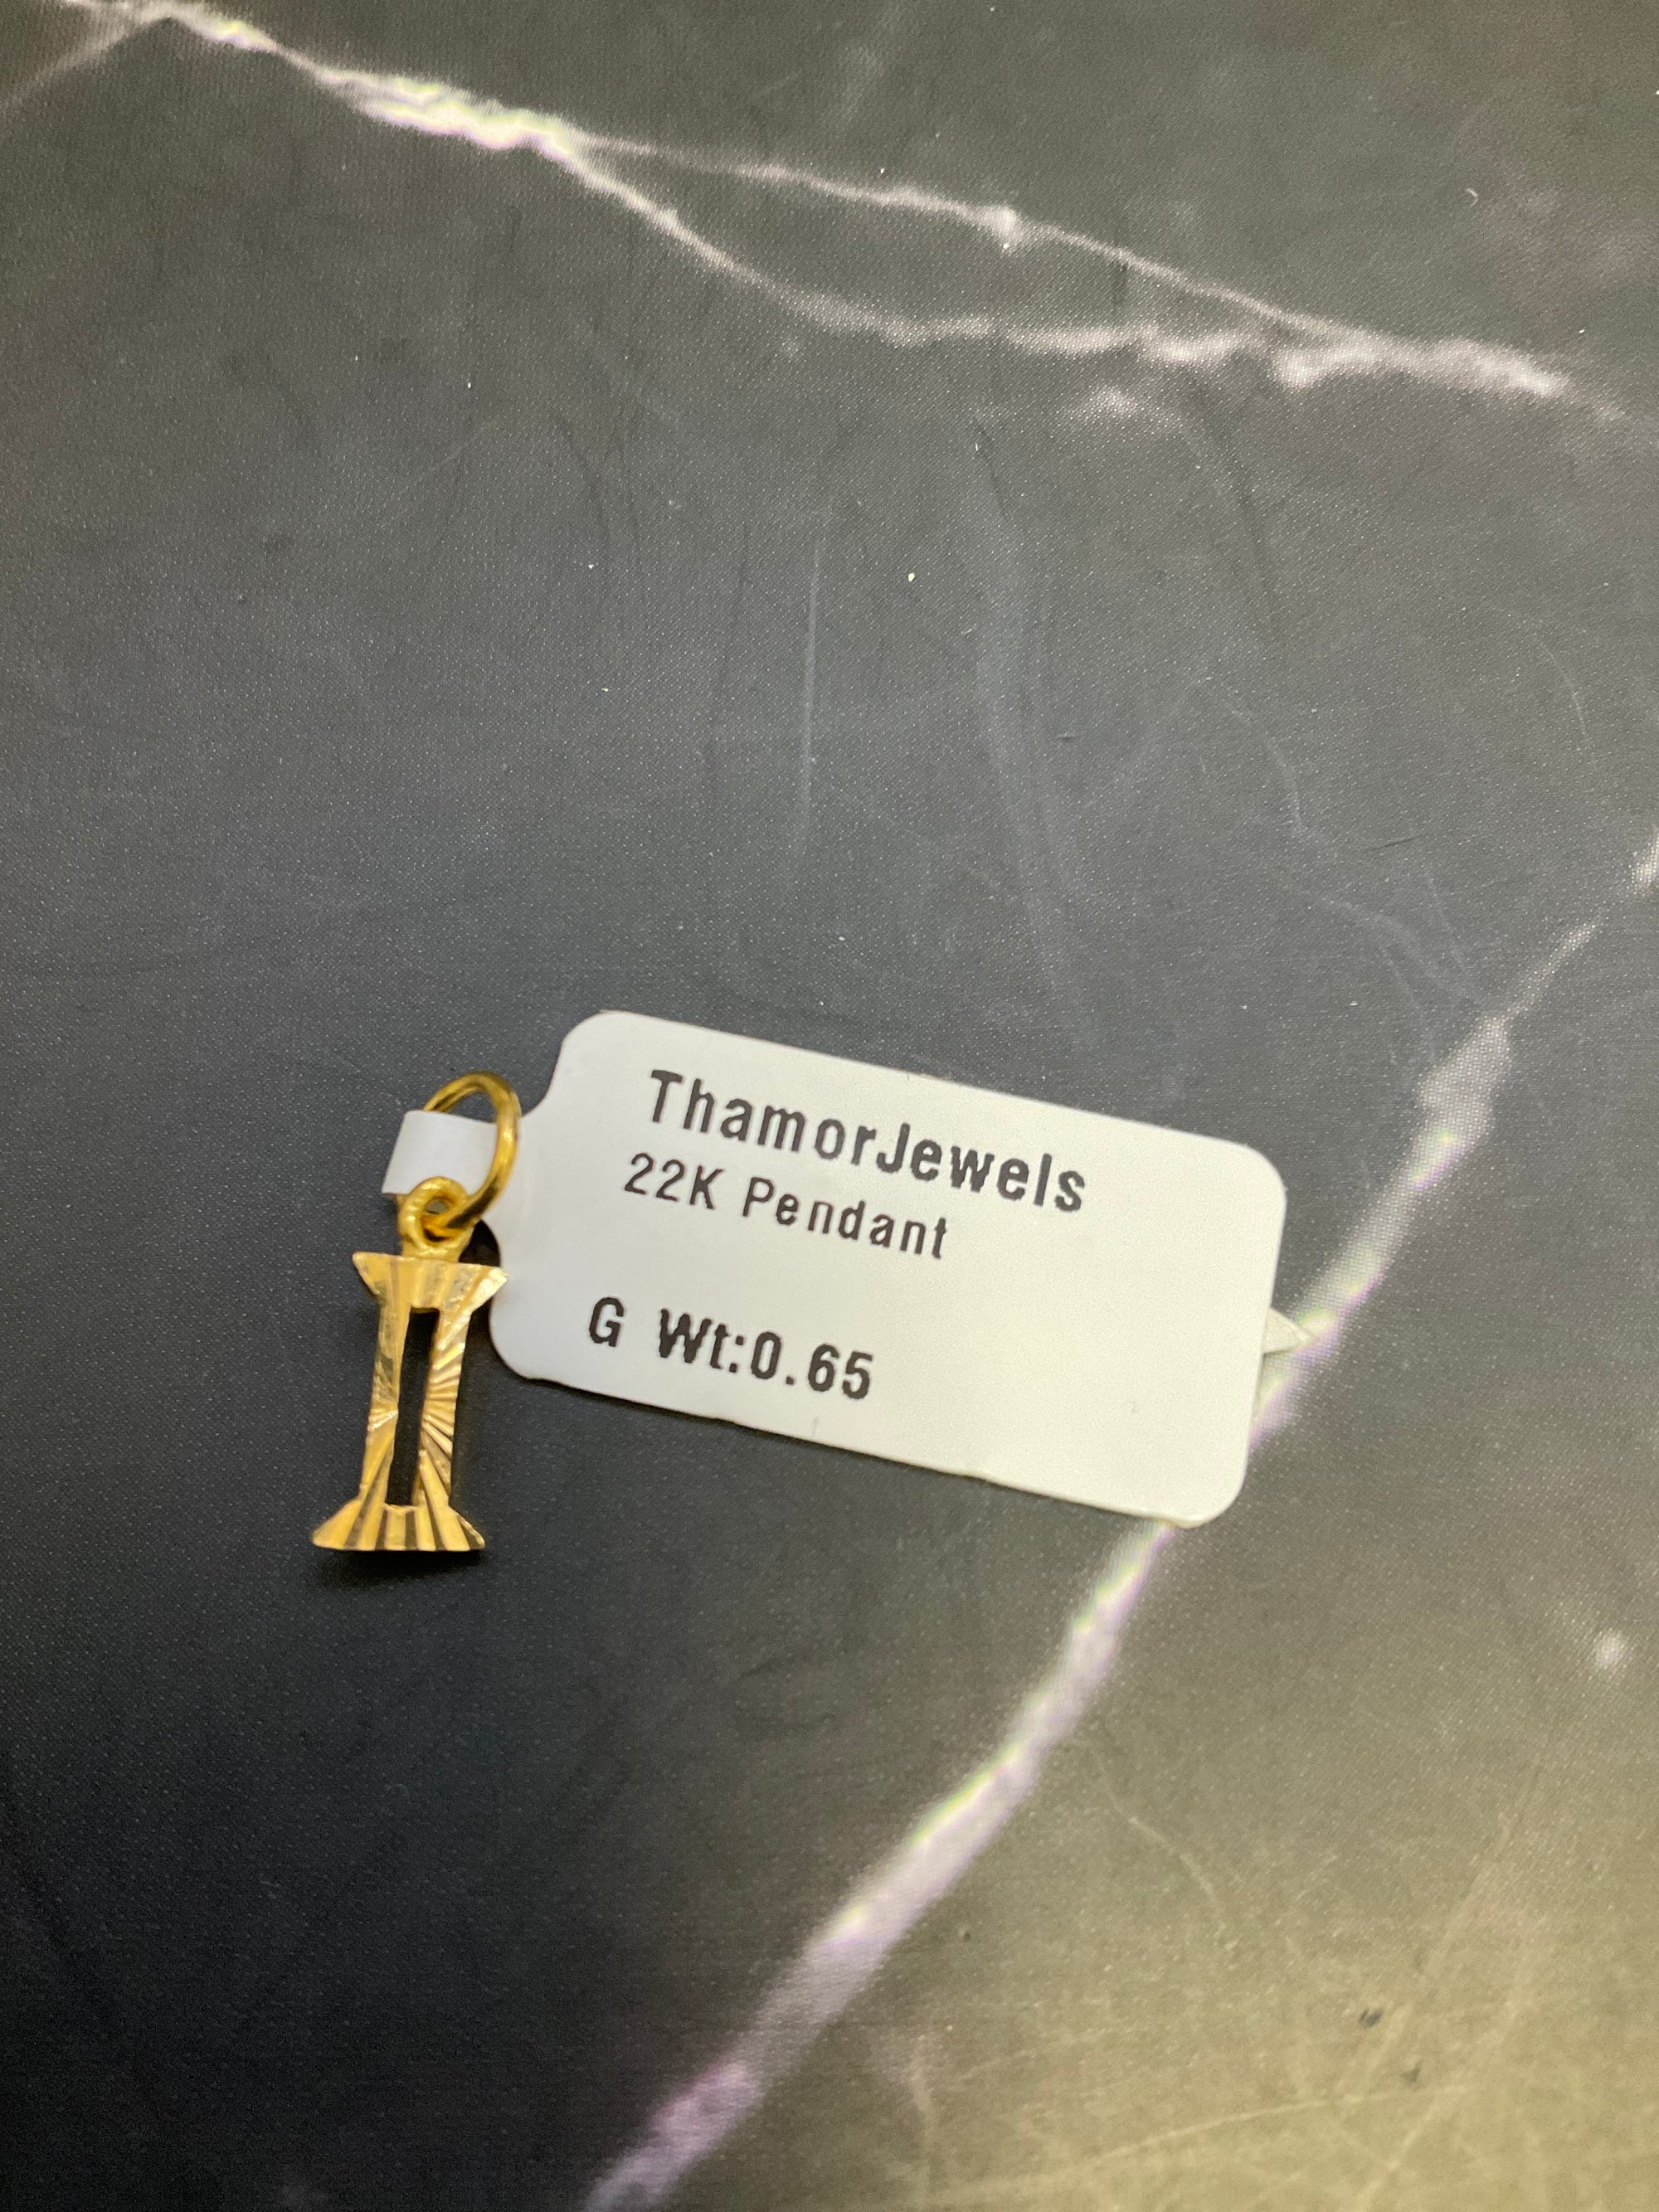 ThamorJewels
22K Pendant
G Wt:0.65